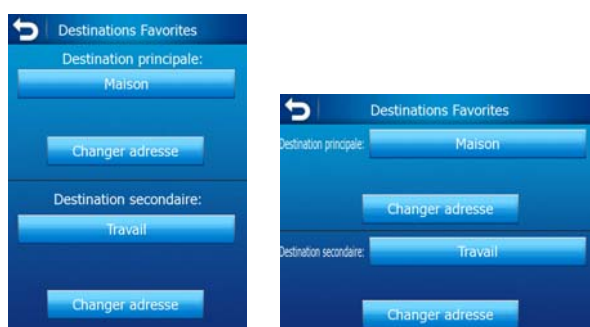 Destinations Favorites
Destination principale:
Maison
Changer adresse
Destination secondaire:
Travail
Changer adresse
Destinations Favorites
Destination principale: Maison
Changer adresse
Destination secondaire: Travail
Changer adresse